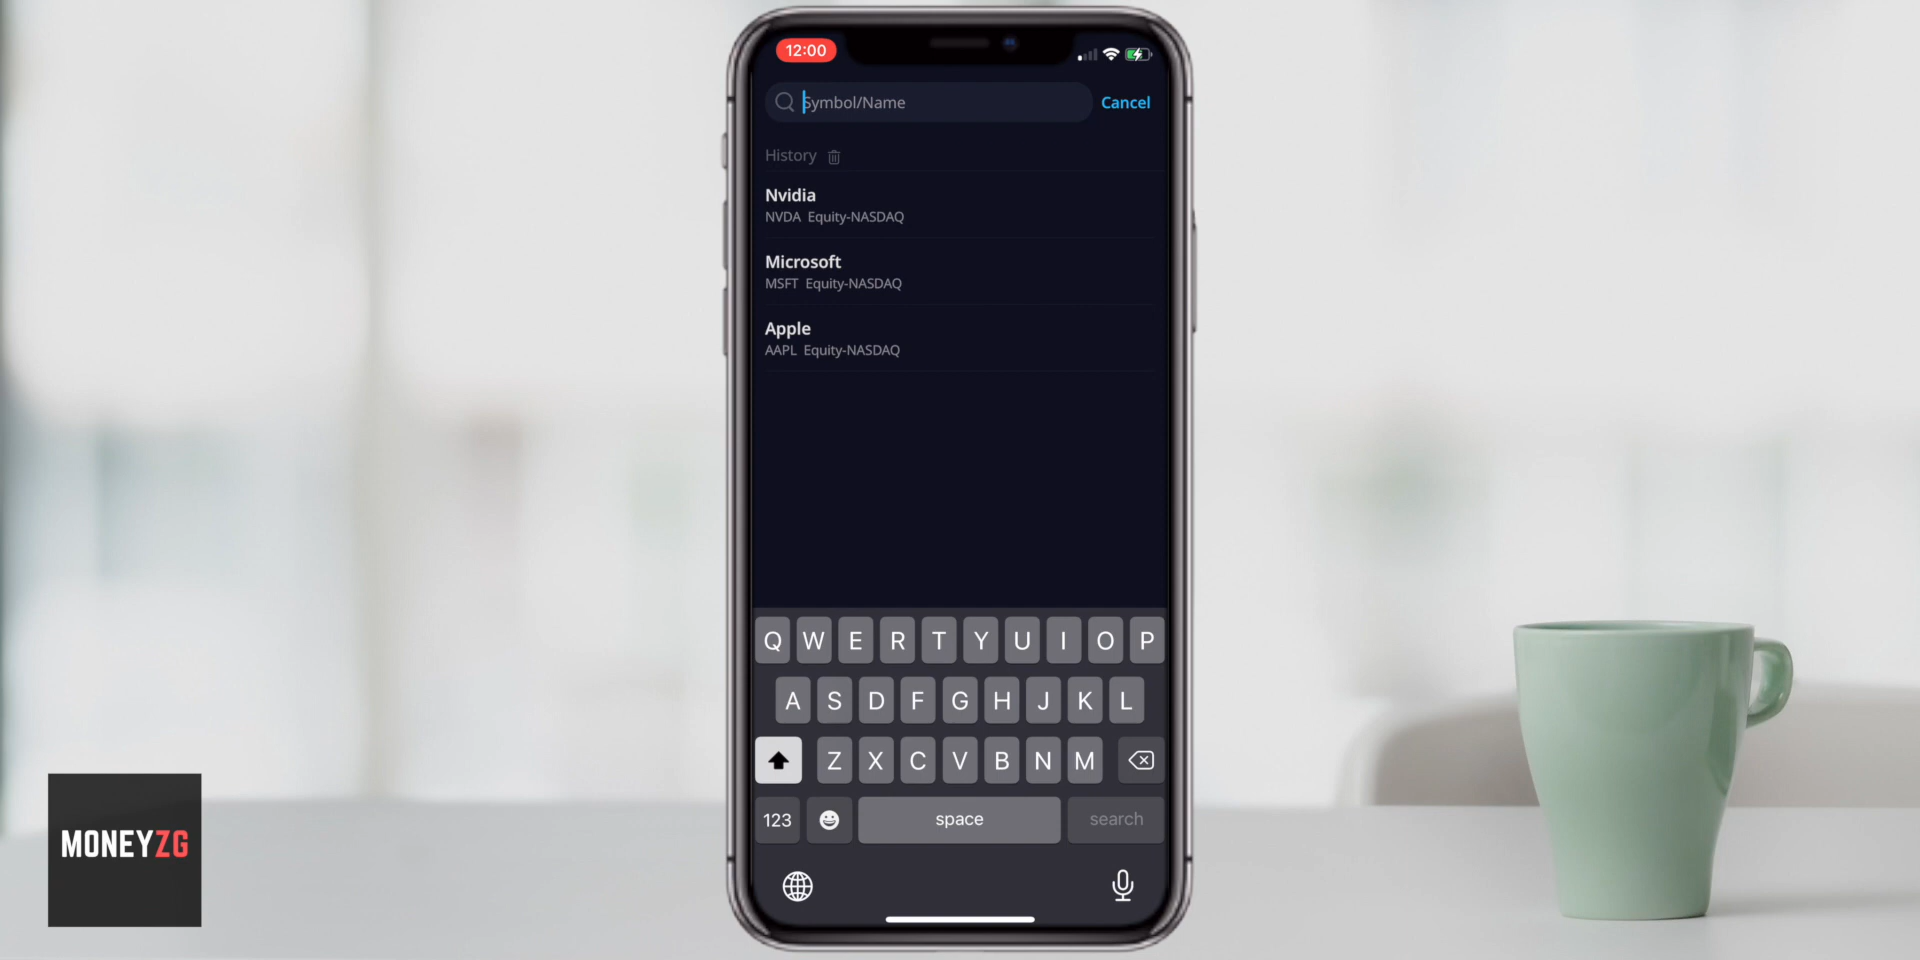 12:00
Symbol/Name
Cancel
History
Nvidia
NVDA Equity-NASDAQ
Microsoft
MSFT Equity-NASDAQ
Apple
AAPL Equity-NASDAQ
Q W E R T Y U I O P
A S D F G H J K L
Z X C V B N M
123
space
search
MONEYZG